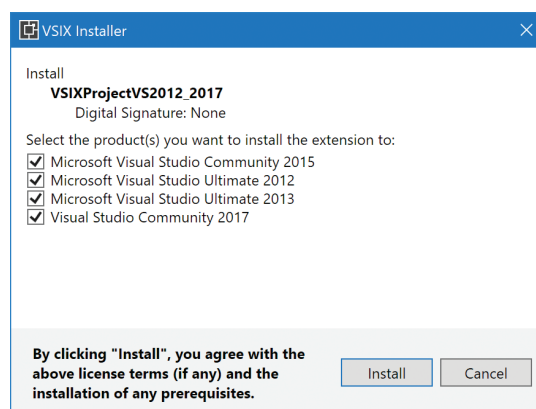 VSIX Installer
Install
VSIXProjectVS2012_2017
Digital Signature: None
Select the product(s) you want to install the extension to:
Microsoft Visual Studio Community 2015
Microsoft Visual Studio Ultimate 2012
Microsoft Visual Studio Ultimate 2013
Visual Studio Community 2017
By clicking "Install", you agree with the
above license terms (if any) and the
installation of any prerequisites.
Install Cancel